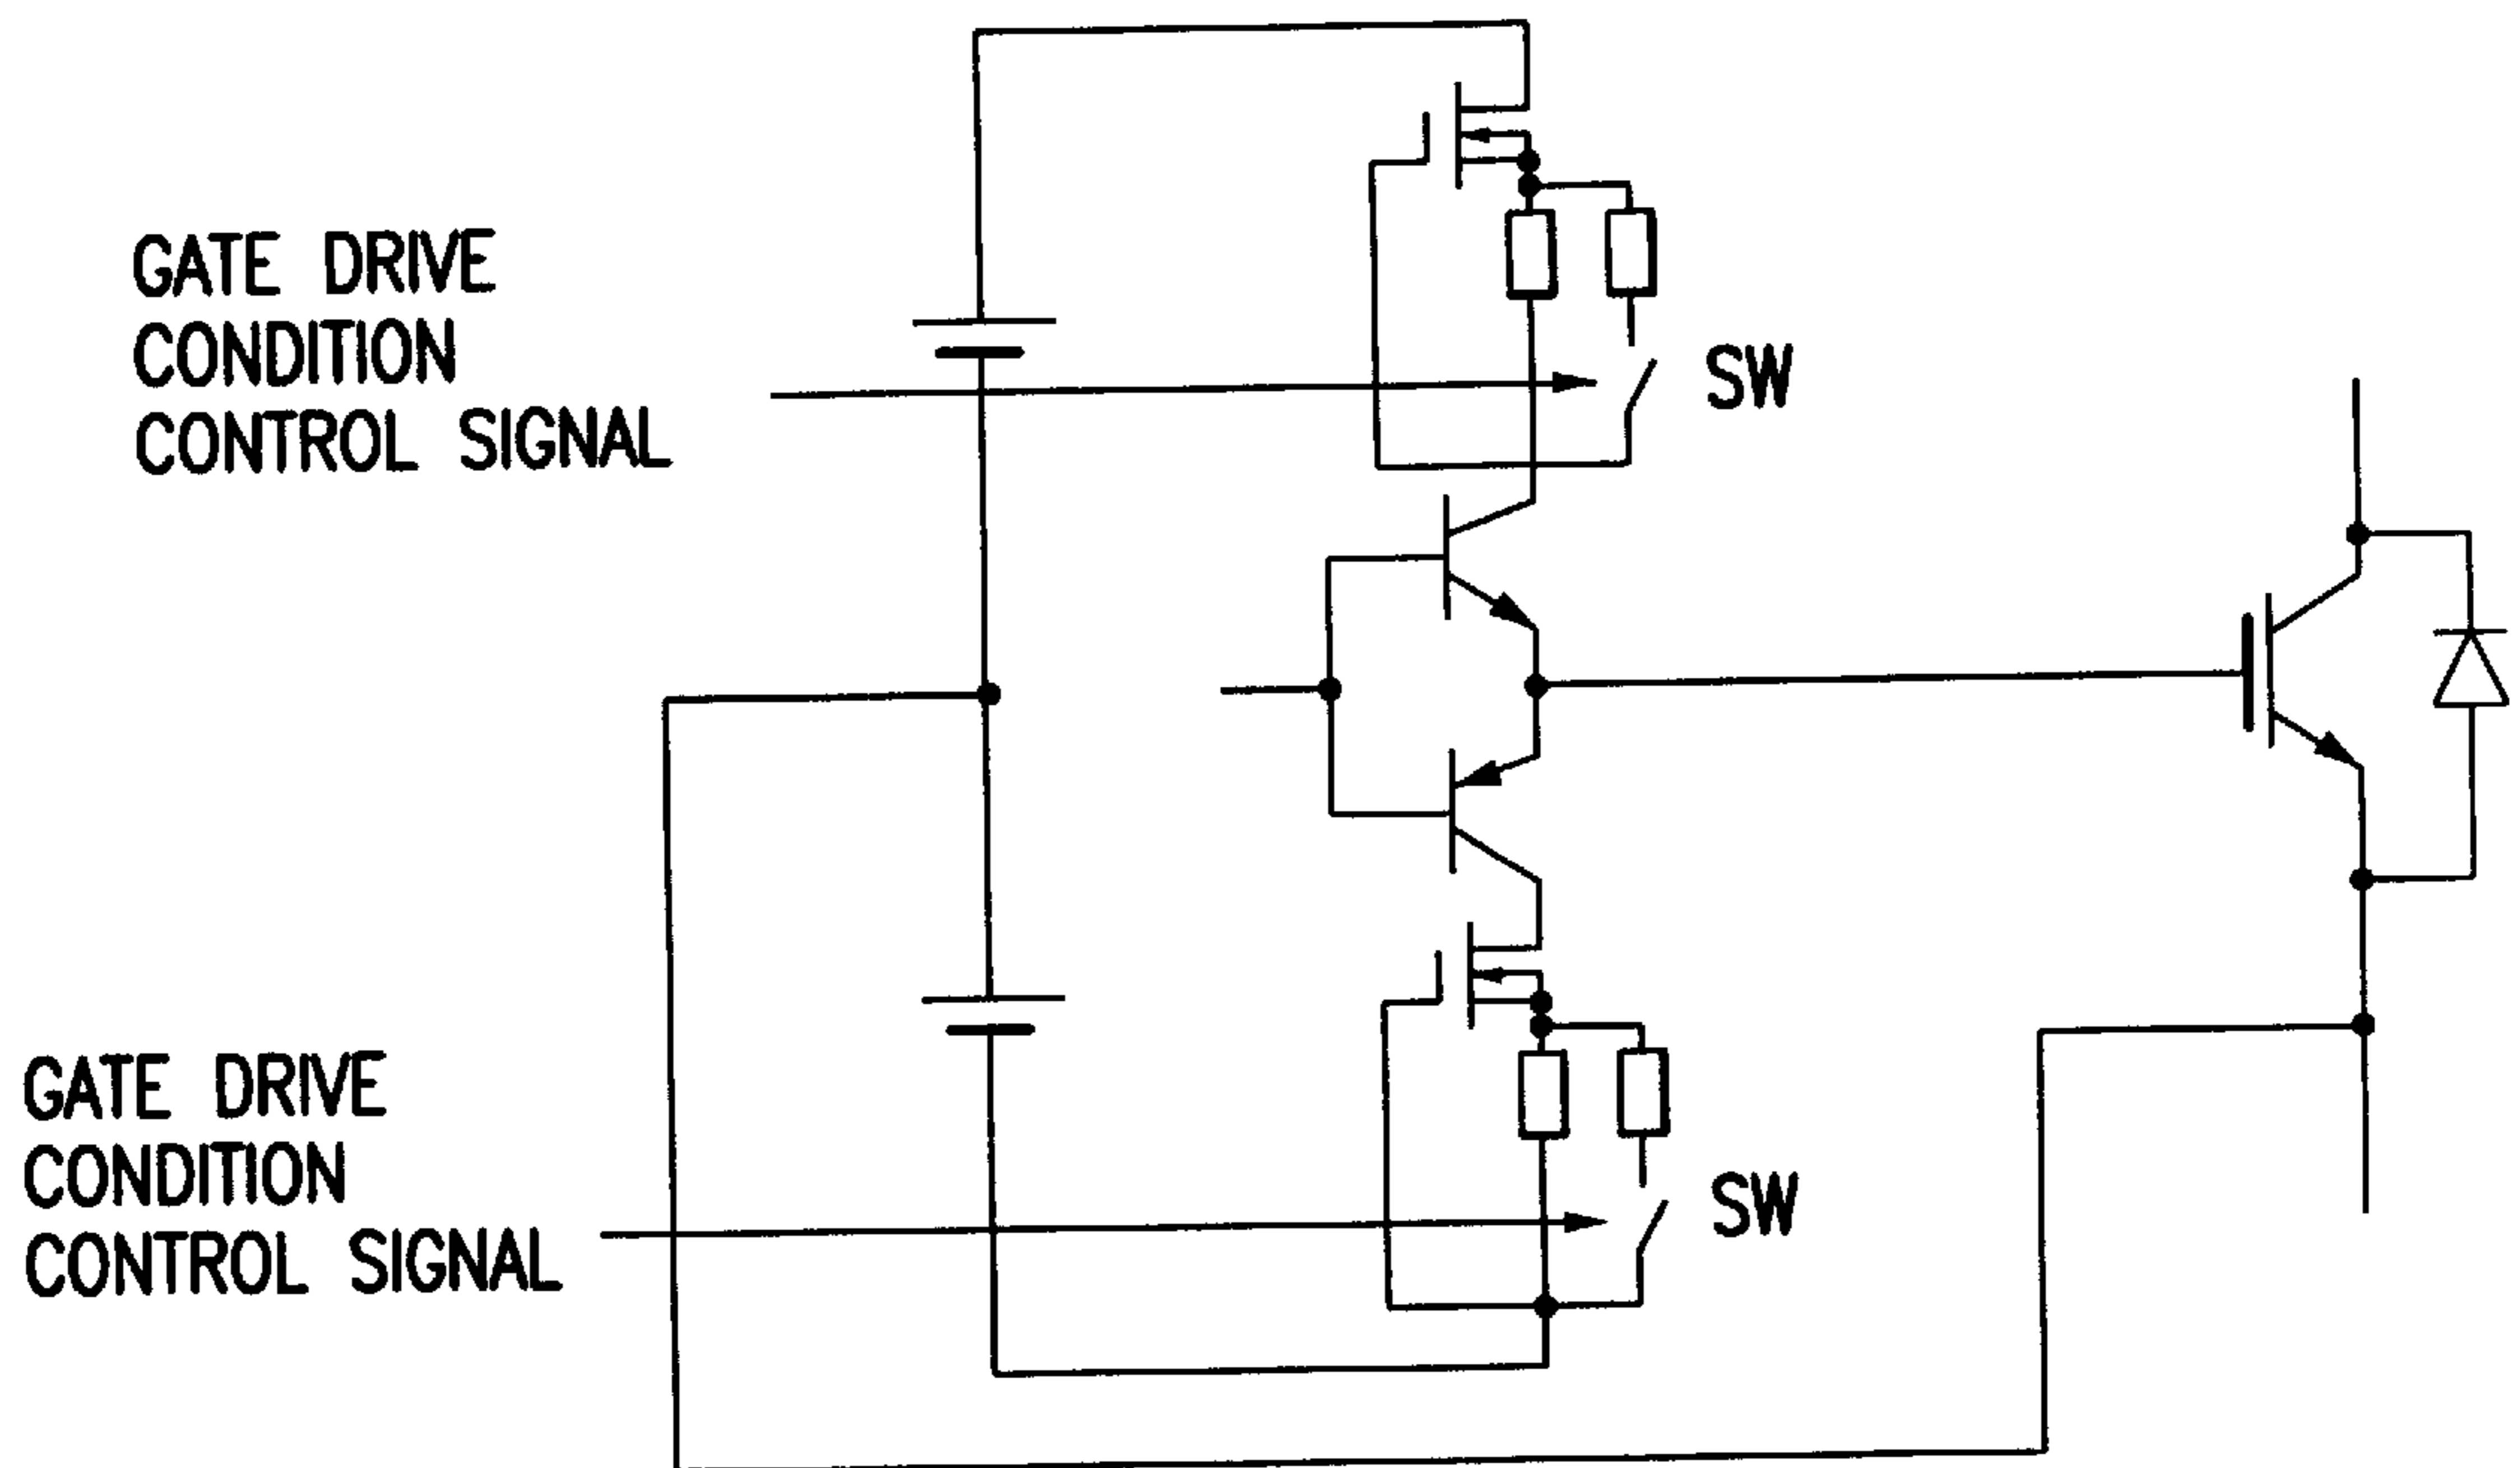 GATE DRIVE
CONDITION
CONTROL SIGNAL
SW
GATE DRIVE
CONDITION
CONTROL SIGNAL
SW